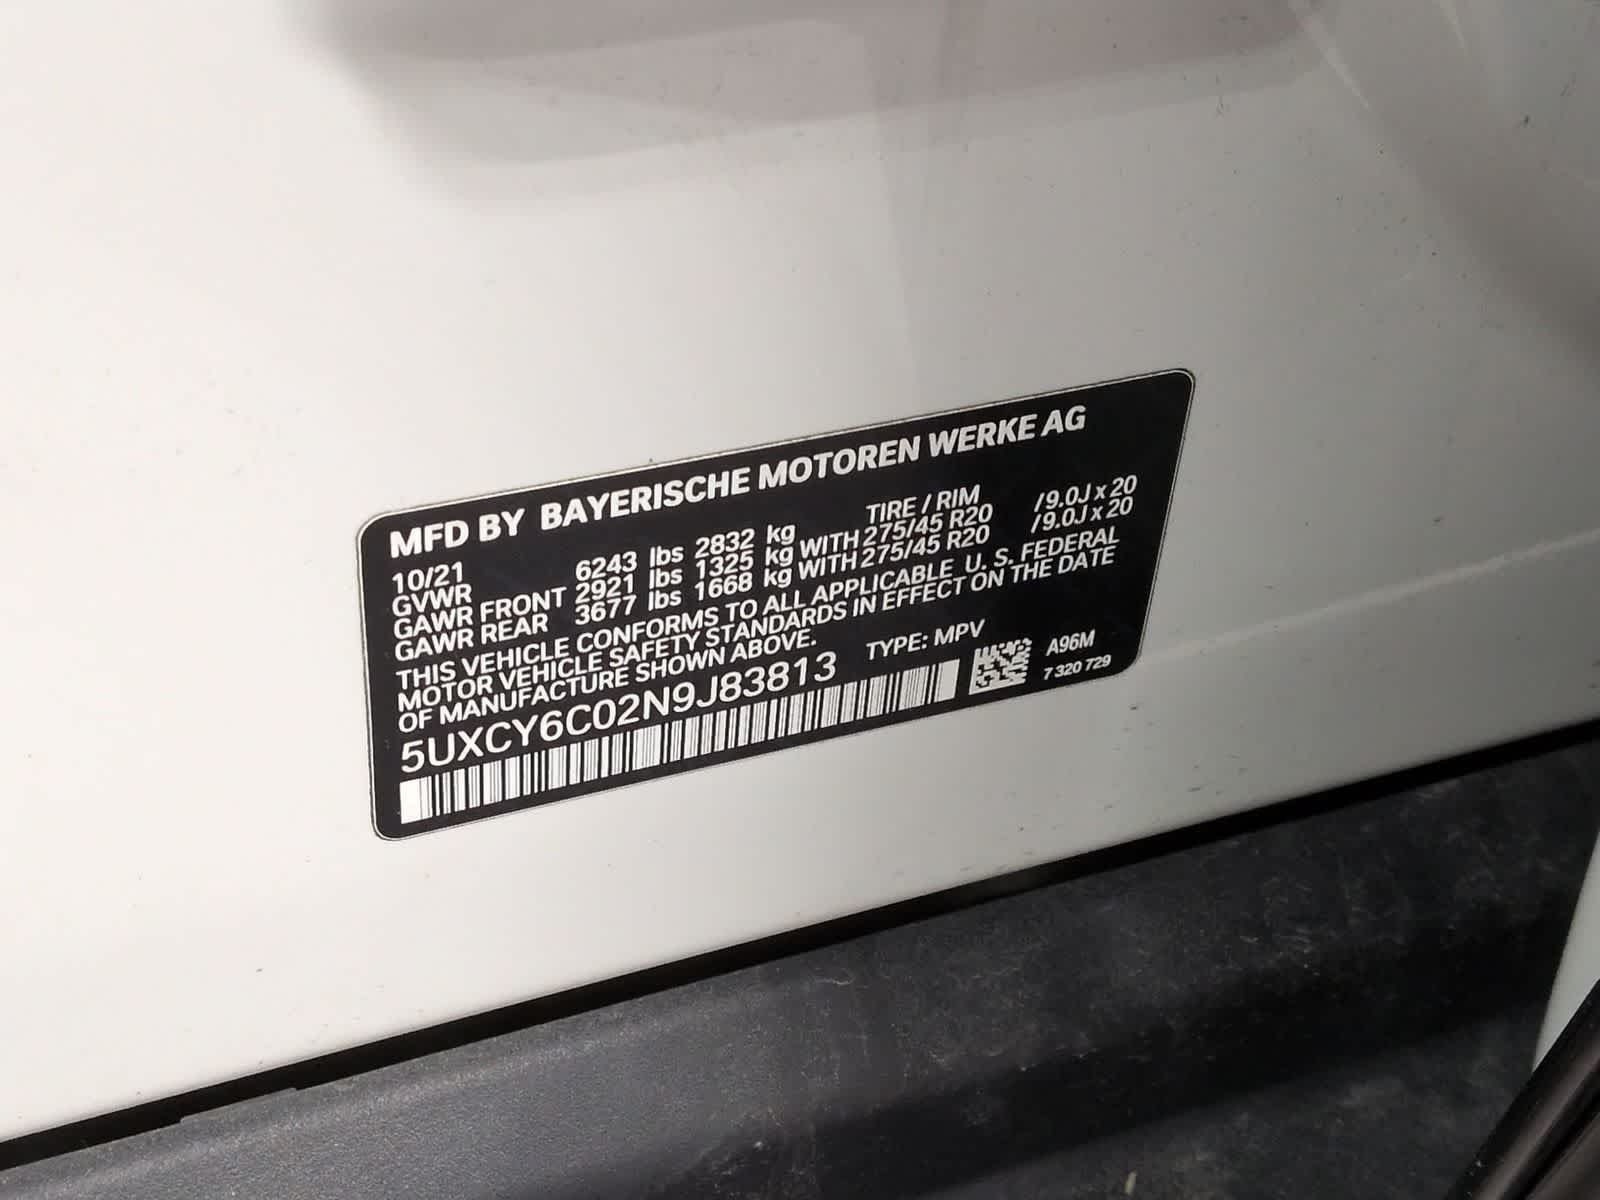 MFD BY BAYERISCHE MOTOREN WERKE AG
10/21 TIRE / RIM
GVWR 6243 lbs 2832 kg
GAWR FRONT 2921 lbs 1325 kg WITH 275/45 R20 /9.0J x 20
GAWR REAR 3677 lbs 1668 kg WITH 275/45 R20 /9.0J x 20
THIS VEHICLE CONFORMS TO ALL APPLICABLE U. S. FEDERAL
MOTOR VEHICLE SAFETY STANDARDS IN EFFECT ON THE DATE
OF MANUFACTURE SHOWN ABOVE.
5UXCY6C02N9J83813 TYPE: MPV
A96M
7 320 729